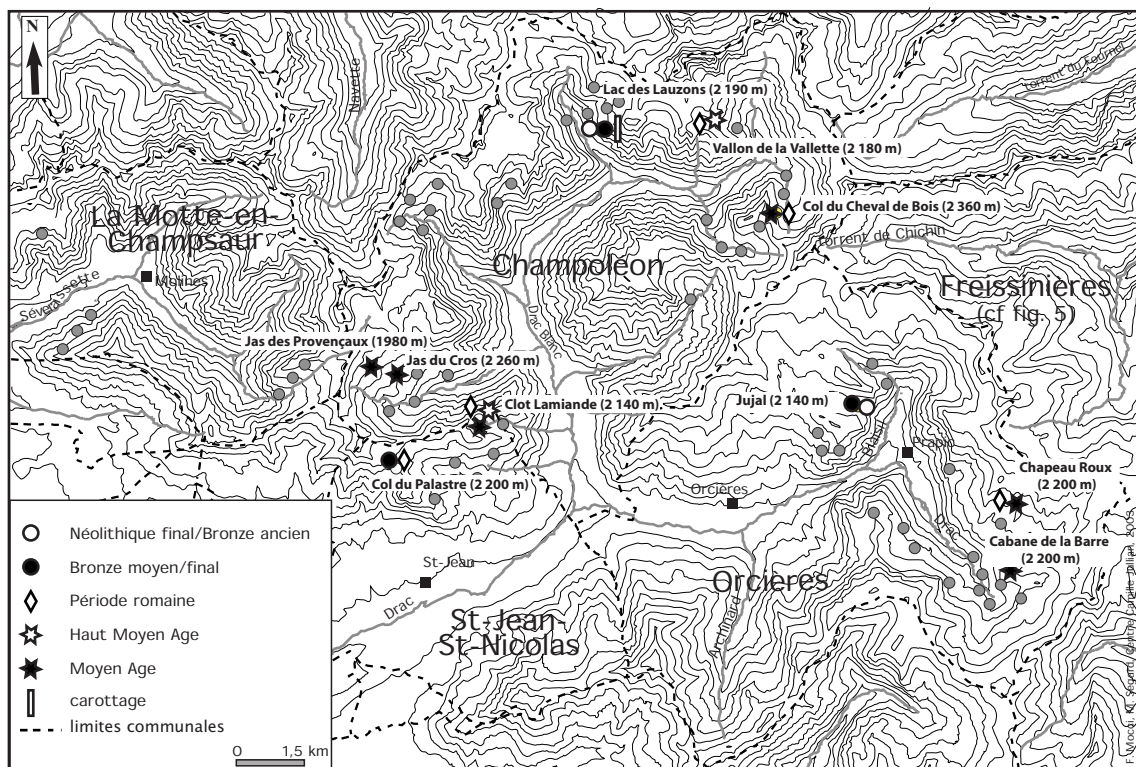 N
Lac des Lauzons (2 190 m)
Torrent du Fournel
Navette
Vallon de la Vallette (2 180 m)
La Motte-en-
Champsaur
Col du Cheval de Bois (2 360 m)
Torrent de Chichin
Champoléon
Séveraissette
Molines
Freissinières
(cf fig. 5)
Drac Blanc
Jas des Provençaux (1980 m)
Jas du Cros (2 260 m)
Clot Lamiande (2 140 m)
Jujal (2 140 m)
Prapic
Col du Palastre (2 200 m)
Chapeau Roux
(2 200 m)
Orcières
Drac
Cabane de la Barre
(2 200 m)
St-Jean
Drac
Orcières
Archinard
St-Jean-
St-Nicolas
Néolithique final/Bronze ancien
Bronze moyen/final
Période romaine
Haut Moyen Age
Moyen Age
carottage
limites communales
0 1,5 km